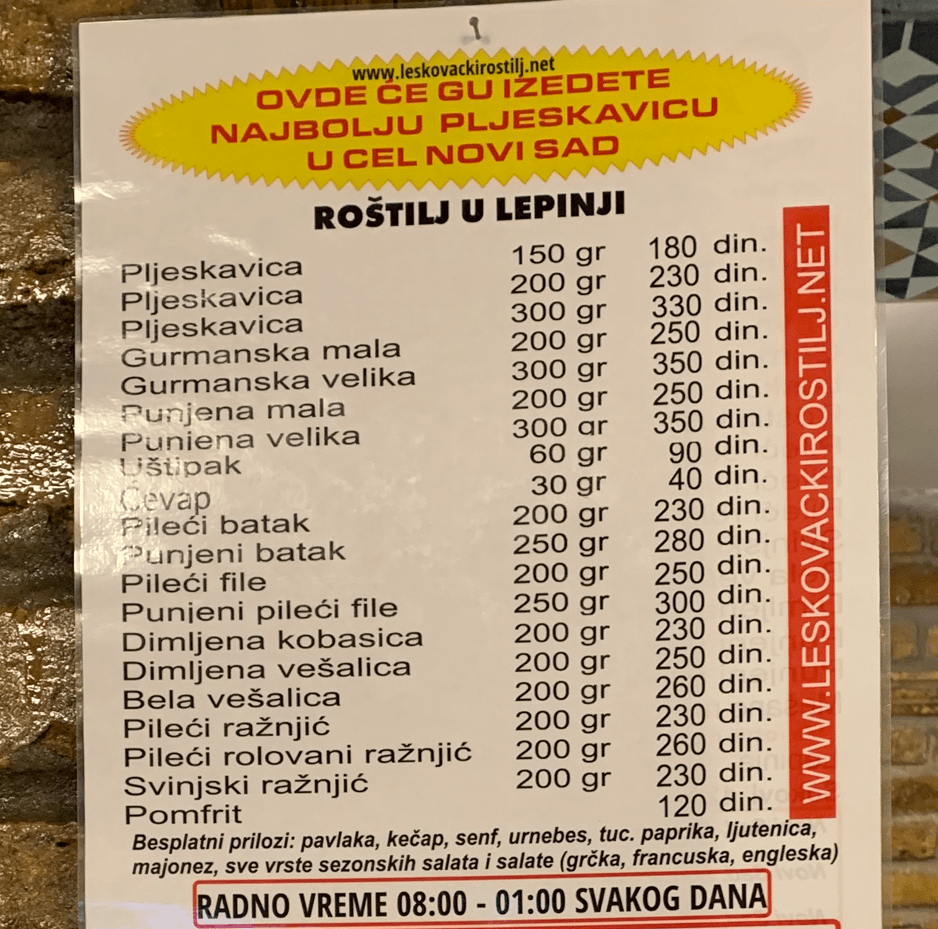 www.leskovackirostilj.net
OVDE ĆE GU IZEDETE
NAJBOLJU PLJESKAVICU
U CEL NOVI SAD
ROŠTILJ U LEPINJI
Pljeskavica 150 gr 180 din.
Pljeskavica 200 gr 230 din.
Pljeskavica 300 gr 330 din.
Gurmanska mala 200 gr 250 din.
Gurmanska velika 300 gr 350 din.
Punjena mala 200 gr 250 din.
Punjena velika 300 gr 350 din.
Uštipak 60 gr 90 din.
Ćevap 30 gr 40 din.
Pileći batak 200 gr 230 din.
Punjeni batak 250 gr 280 din.
Pileći file 200 gr 250 din.
Punjeni pileći file 250 gr 300 din.
Dimljena kobasica 200 gr 230 din.
Dimljena vešalica 200 gr 250 din.
Bela vešalica 200 gr 260 din.
Pileći ražnjić 200 gr 230 din.
Pileći rolovani ražnjić 200 gr 260 din.
Svinjski ražnjić 200 gr 230 din.
Pomfrit 120 din.
WWW.LESKOVACKIROSTILJ.NET
Besplatni prilozi: pavlaka, kečap, senf, urnebes, tuc. paprika, ljutenica,
majonez, sve vrste sezonskih salata i salate (grčka, francuska, engleska)
RADNO VREME 08:00 - 01:00 SVAKOG DANA